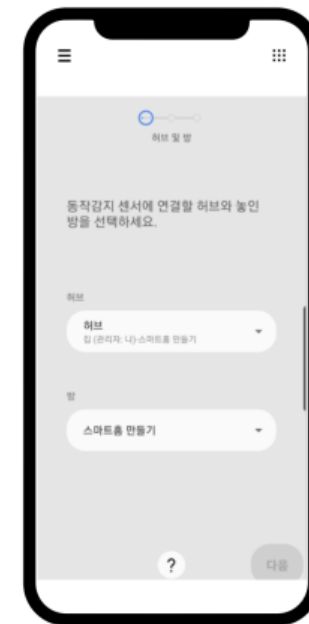 허브 및 방
동작감지 센서에 연결할 허브와 놓인
방을 선택하세요.
허브
허브
집 (관리자: 나)-스마트홈 만들기
방
스마트홈 만들기
?
다음